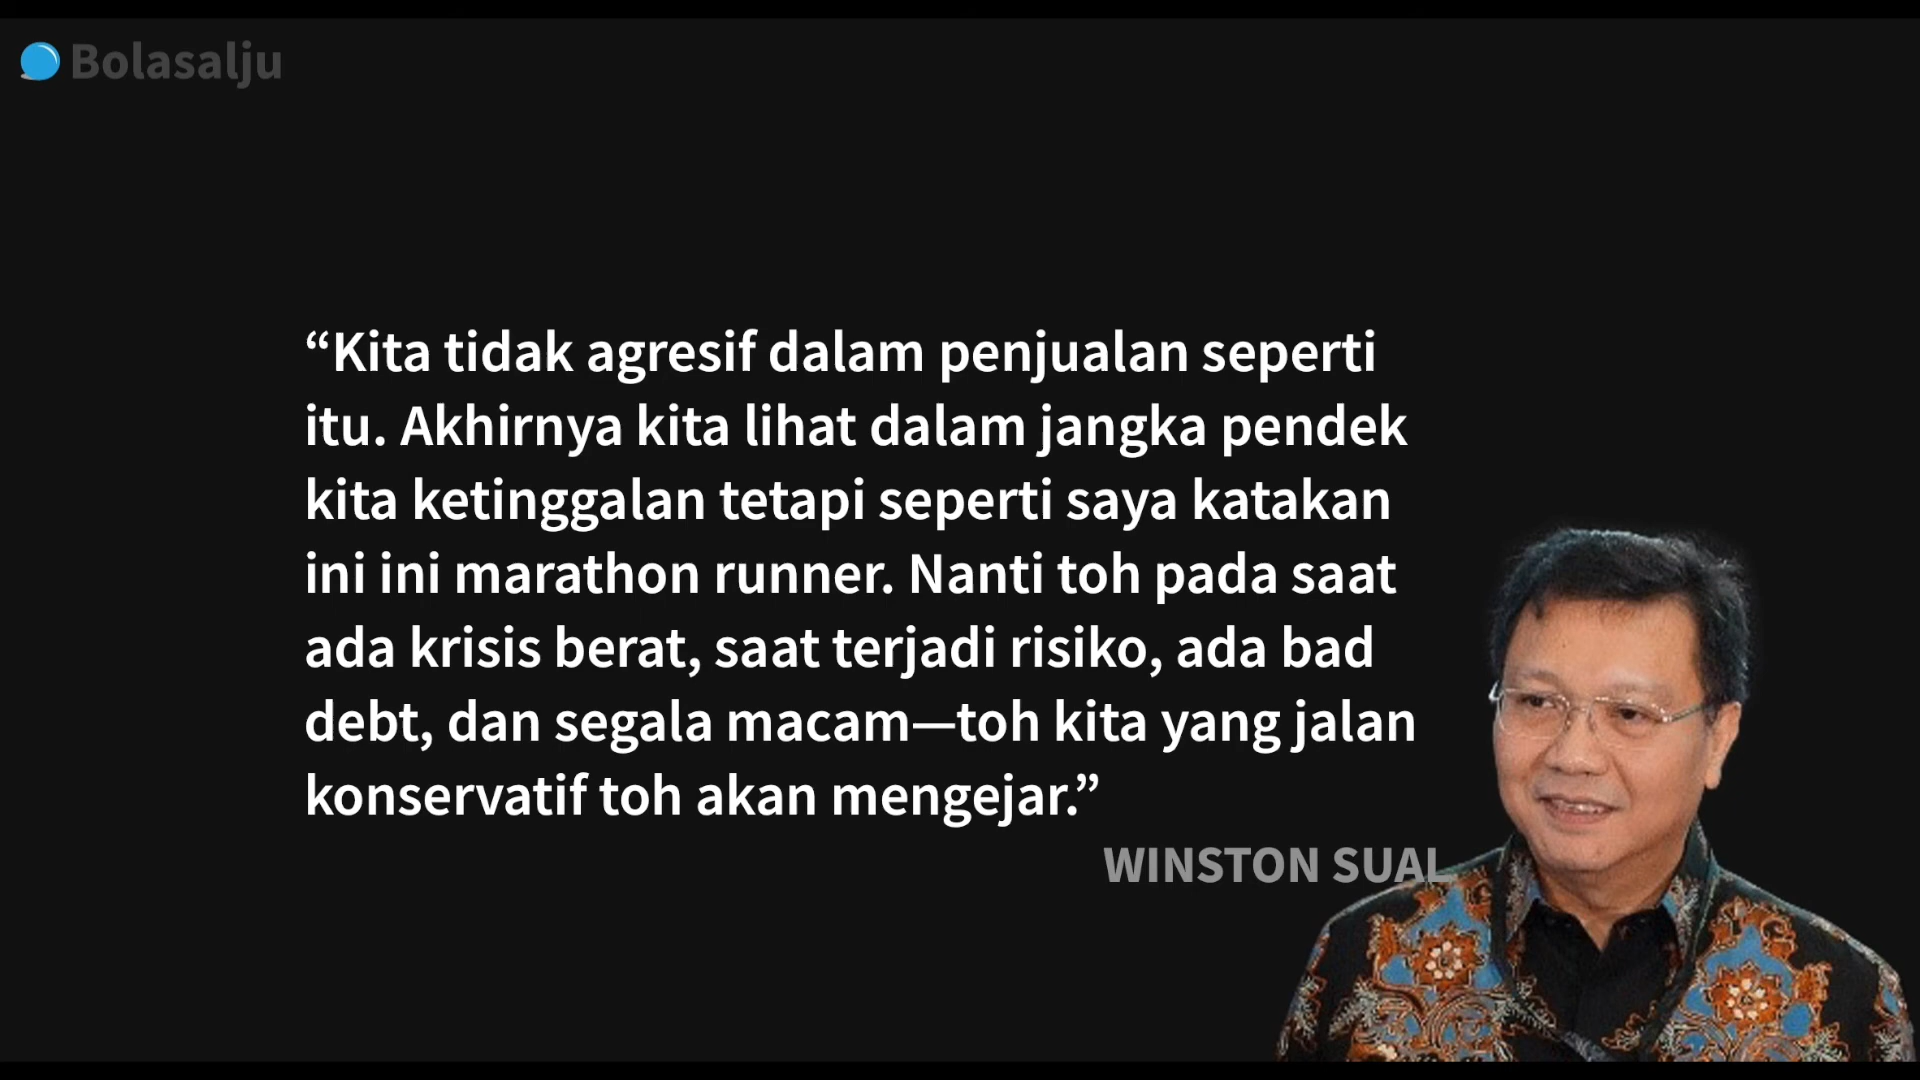 Bolasalju
“Kita tidak agresif dalam penjualan seperti
itu. Akhirnya kita lihat dalam jangka pendek
kita ketinggalan tetapi seperti saya katakan
ini ini marathon runner. Nanti toh pada saat
ada krisis berat, saat terjadi risiko, ada bad
debt, dan segala macam—toh kita yang jalan
konservatif toh akan mengejar.”
WINSTON SUAL